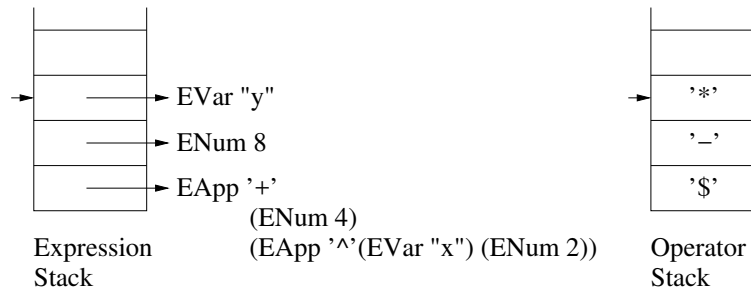 EVar "y" '*'
ENum 8 '−'
EApp '+' '$'
(ENum 4)
(EApp '^'(EVar "x") (ENum 2))
Expression Operator
Stack Stack